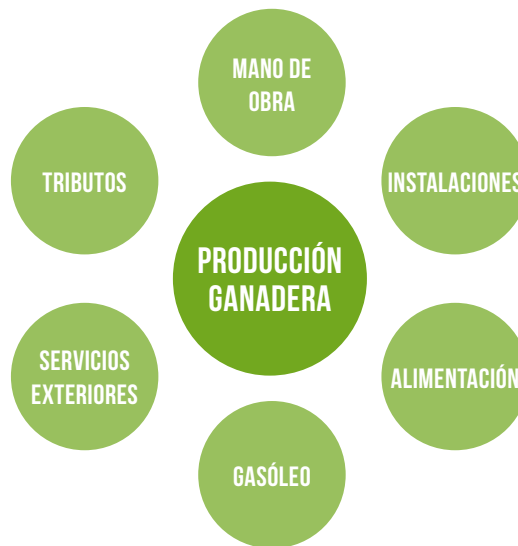 MANO DE
OBRA
TRIBUTOS
INSTALACIONES
PRODUCCIÓN
GANADERA
SERVICIOS
EXTERIORES
ALIMENTACIÓN
GASÓLEO